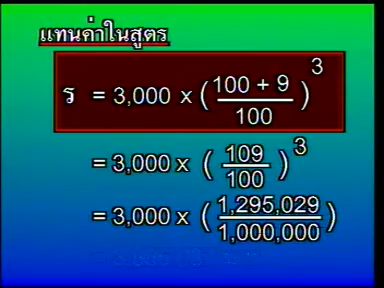 แทนค่าในสูตร
ร = 3,000 x ( (100 + 9) / 100 )³
= 3,000 x ( 109 / 100 )³
= 3,000 x ( 1,295,029 / 1,000,000 )